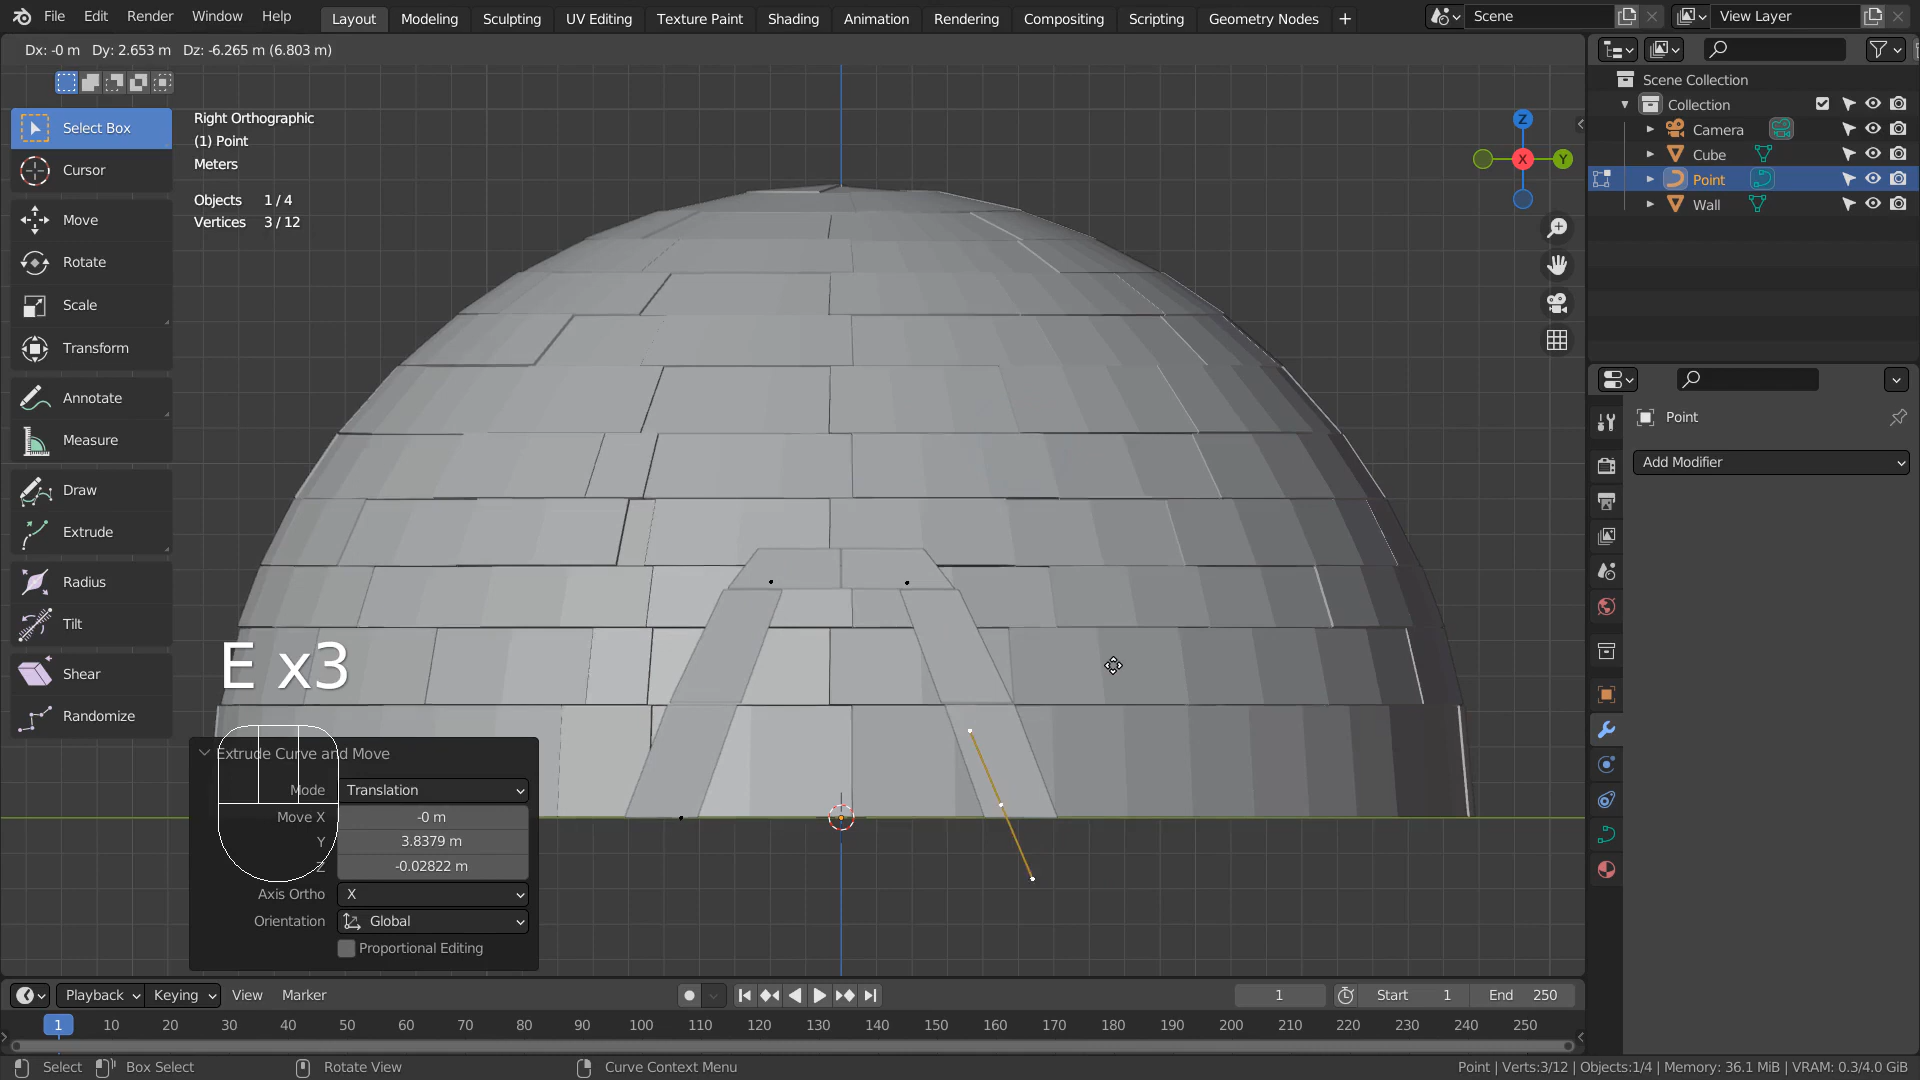 File Edit Render Window Help Layout Modeling Sculpting UV Editing Texture Paint Shading Animation Rendering Compositing Scripting Geometry Nodes + Scene View Layer
Dx: -0 m Dy: 2.653 m Dz: -6.265 m (6.803 m)
Select Box
Cursor
Move
Rotate
Scale
Transform
Annotate
Measure
Draw
Extrude
Radius
Tilt
Shear
Randomize
Right Orthographic
(1) Point
Meters
Objects 1 / 4
Vertices 3 / 12
Z
X
Y
E x3
Extrude Curve and Move
Mode Translation
Move X -0 m
Y 3.8379 m
Z -0.02822 m
Axis Ortho X
Orientation Global
Proportional Editing
Scene Collection
Collection
Camera
Cube
Point
Wall
Point
Add Modifier
Playback Keying View Marker 1 Start 1 End 250
1 10 20 30 40 50 60 70 80 90 100 110 120 130 140 150 160 170 180 190 200 210 220 230 240 250
Select Box Select Rotate View Curve Context Menu Point | Verts:3/12 | Objects:1/4 | Memory: 36.1 MiB | VRAM: 0.3/4.0 GiB